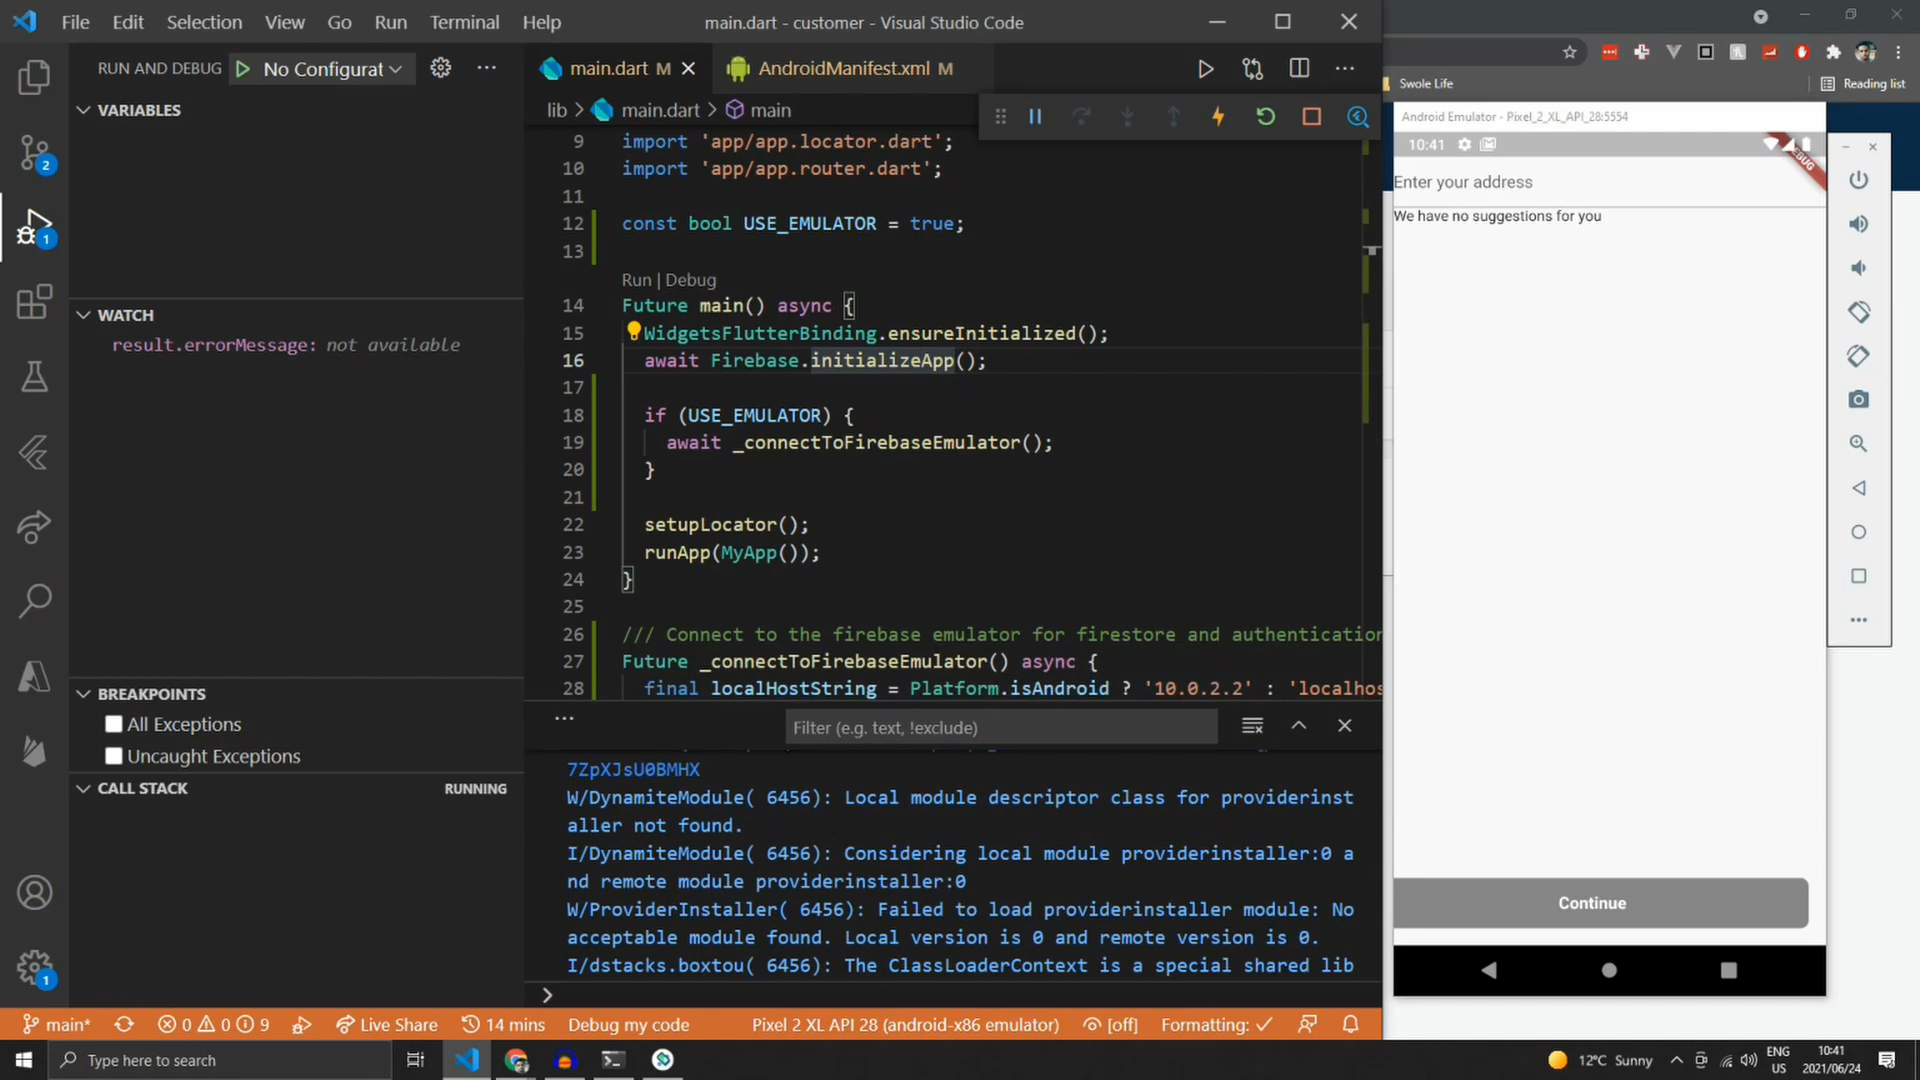 File Edit Selection View Go Run Terminal Help
main.dart - customer - Visual Studio Code
RUN AND DEBUG No Configurat
main.dart M
AndroidManifest.xml M
VARIABLES
lib > main.dart > main
9 import 'app/app.locator.dart';
10 import 'app/app.router.dart';
11
12 const bool USE_EMULATOR = true;
13
Run | Debug
14 Future main() async {
15 WidgetsFlutterBinding.ensureInitialized();
16 await Firebase.initializeApp();
17
18 if (USE_EMULATOR) {
19 await _connectToFirebaseEmulator();
20 }
21
22 setupLocator();
23 runApp(MyApp());
24 }
25
26 /// Connect to the firebase emulator for firestore and authentication
27 Future _connectToFirebaseEmulator() async {
28 final localHostString = Platform.isAndroid ? '10.0.2.2' : 'localhos
2
1
WATCH
result.errorMessage: not available
BREAKPOINTS
All Exceptions
Uncaught Exceptions
CALL STACK RUNNING
1
Filter (e.g. text, !exclude)
7ZpXJsU0BMHX
W/DynamiteModule( 6456): Local module descriptor class for providerinst
aller not found.
I/DynamiteModule( 6456): Considering local module providerinstaller:0 a
nd remote module providerinstaller:0
W/ProviderInstaller( 6456): Failed to load providerinstaller module: No
acceptable module found. Local version is 0 and remote version is 0.
I/dstacks.boxtou( 6456): The ClassLoaderContext is a special shared lib
main* 0 0 9 Live Share 14 mins Debug my code Pixel 2 XL API 28 (android-x86 emulator) [off] Formatting: ✓
Swole Life
Reading list
Android Emulator - Pixel_2_XL_API_28:5554
10:41
DEBUG
Enter your address
We have no suggestions for you
Continue
Type here to search
12°C Sunny
ENG
US
10:41
2021/06/24